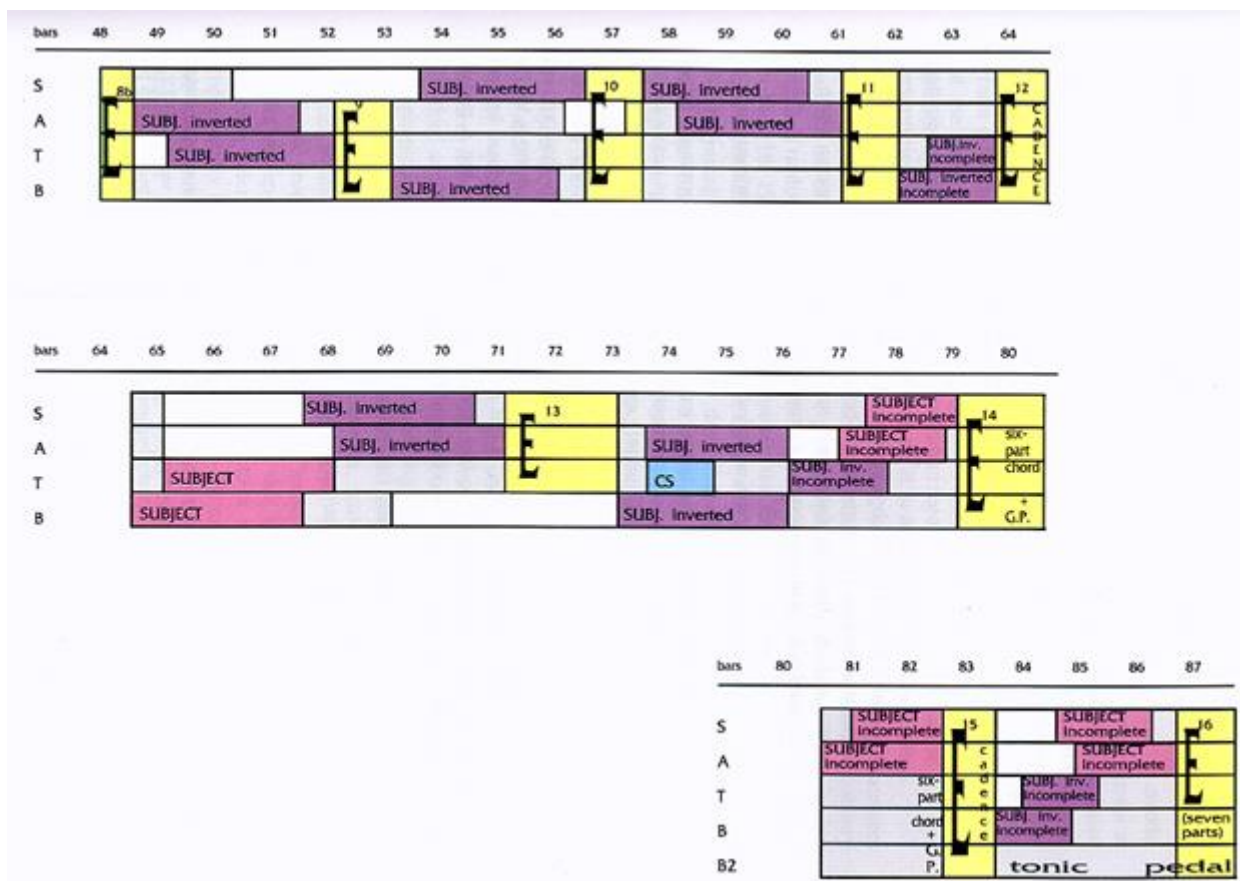 bars 48 49 50 51 52 53 54 55 56 57 58 59 60 61 62 63 64
S 8b SUBJ. inverted 10 SUBJ. inverted 11 12
A SUBJ. inverted SUBJ. inverted
T SUBJ. inverted SUBJ.inv. incomplete
B SUBJ. inverted SUBJ. inverted incomplete
CADENCE
bars 64 65 66 67 68 69 70 71 72 73 74 75 76 77 78 79 80
S SUBJ. inverted 13 SUBJECT incomplete 14
A SUBJ. inverted SUBJ. inverted SUBJECT incomplete
T SUBJECT CS SUBJ. inv. incomplete
B SUBJECT SUBJ. inverted
six-
part
chord
+
G.P.
bars 80 81 82 83 84 85 86 87
S SUBJECT incomplete 15 SUBJECT incomplete 16
A SUBJECT incomplete SUBJECT incomplete
T SUBJ. inv. incomplete
B SUBJ. inv. incomplete (seven parts)
B2 tonic pedal
six-
part
chord
+
G.
P.
cadence